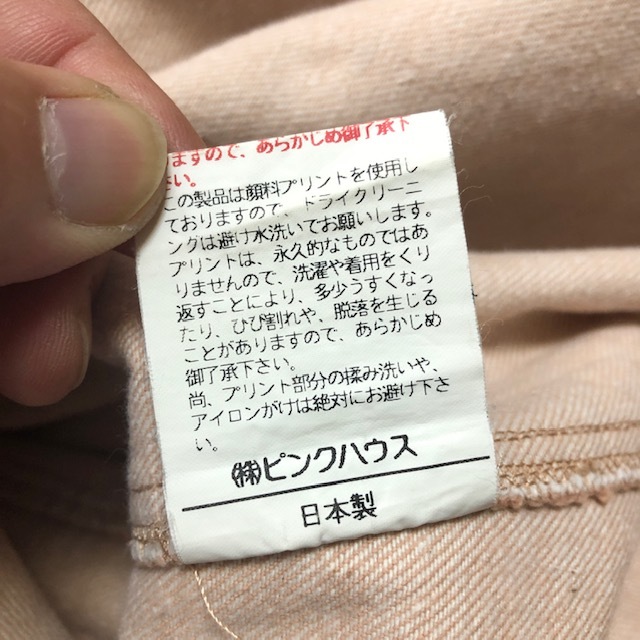 ますので、あらかじめ御了承下
さい。
この製品は顔料プリントを使用し
ておりますので、ドライクリーニ
ングは避け水洗いでお願いします。
プリントは、永久的なものではあ
りませんので、洗濯や着用をくり
返すことにより、多少うすくなっ
たり、ひび割れや、脱落を生じる
ことがありますので、あらかじめ
御了承下さい。
尚、プリント部分の揉み洗いや、
アイロンがけは絶対にお避け下さ
い。
㈱ピンクハウス
日本製